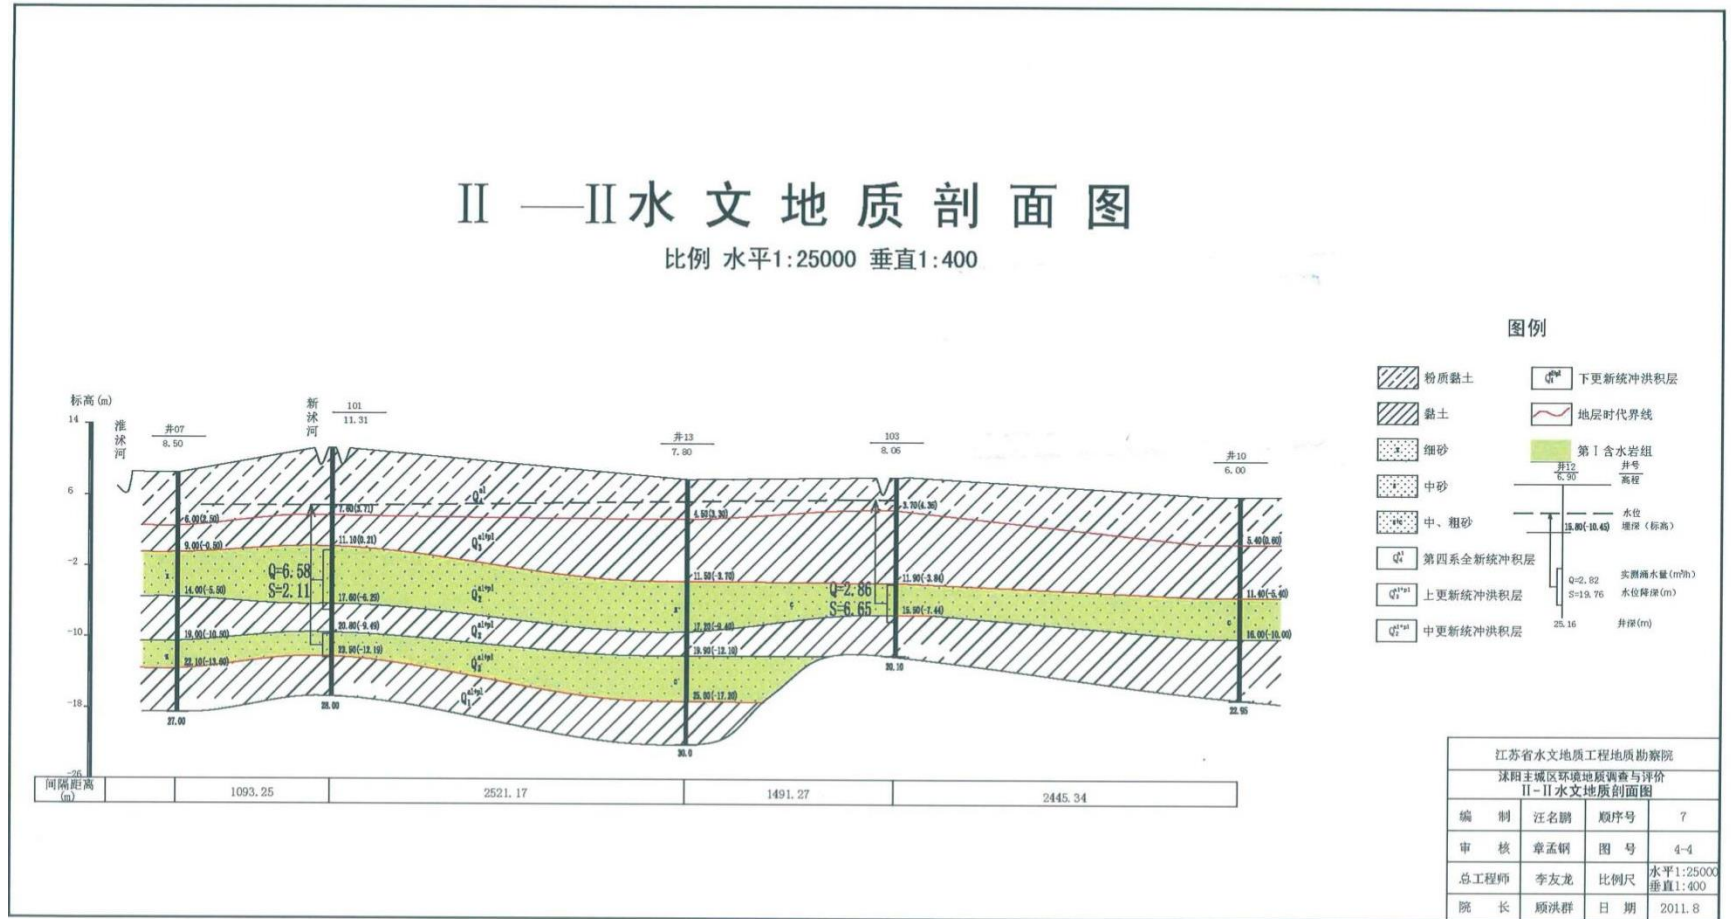 II —II水文地质剖面图
比例 水平1:25000 垂直1:400
图例
粉质黏土
下更新统冲洪积层
黏土
地层时代界线
细砂
第Ⅰ含水岩组
中砂
中、粗砂
第四系全新统冲积层
上更新统冲洪积层
中更新统冲洪积层
井12
6.90
井号
高程
水位
15.80(-10.45)
埋深(标高)
Q=2.82
实测涌水量(m³/h)
S=19.76
水位降深(m)
25.16
井深(m)
标高(m)
14
6
-2
-10
-18
-26
淮沭河
井07
8.50
新沭河
101
11.31
井13
7.80
103
8.06
井10
6.00
6.00(2.50)
9.00(-0.50)
14.00(-5.50)
19.00(-10.50)
22.10(-13.60)
27.00
7.60(3.71)
11.10(0.21)
17.60(-6.29)
20.80(-9.49)
23.50(-12.19)
28.00
Q=6.58
S=2.11
4.50(3.30)
11.50(-3.70)
17.20(-9.40)
19.90(-12.10)
25.00(-17.20)
30.0
3.70(4.36)
11.90(-3.84)
15.50(-7.44)
20.10
Q=2.86
S=6.65
5.40(0.60)
11.40(-5.40)
16.00(-10.00)
22.95
间隔距离(m)
1093.25
2521.17
1491.27
2445.34
江苏省水文地质工程地质勘察院
沭阳主城区环境地质调查与评价
II-II水文地质剖面图
编 制 汪名鹏 顺序号 7
审 核 章孟钢 图 号 4-4
总工程师 李友龙 比例尺 水平1:25000 垂直1:400
院 长 顾洪群 日 期 2011.8